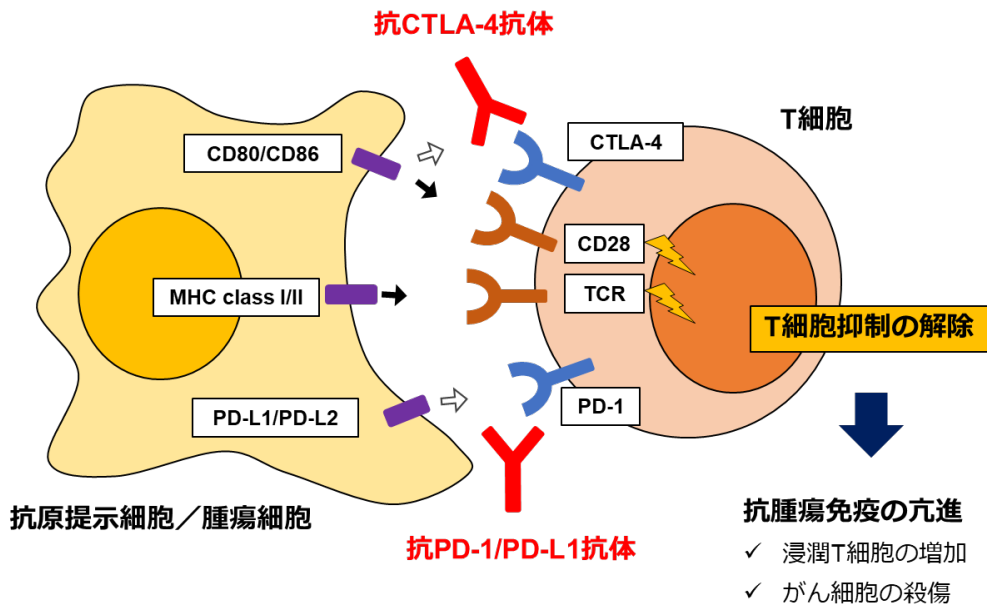 抗CTLA-4抗体
T細胞
CD80/CD86
CTLA-4
CD28
MHC class I/II
TCR
T細胞抑制の解除
PD-L1/PD-L2
PD-1
抗原提示細胞／腫瘍細胞
抗PD-1/PD-L1抗体
抗腫瘍免疫の亢進
✓ 浸潤T細胞の増加
✓ がん細胞の殺傷